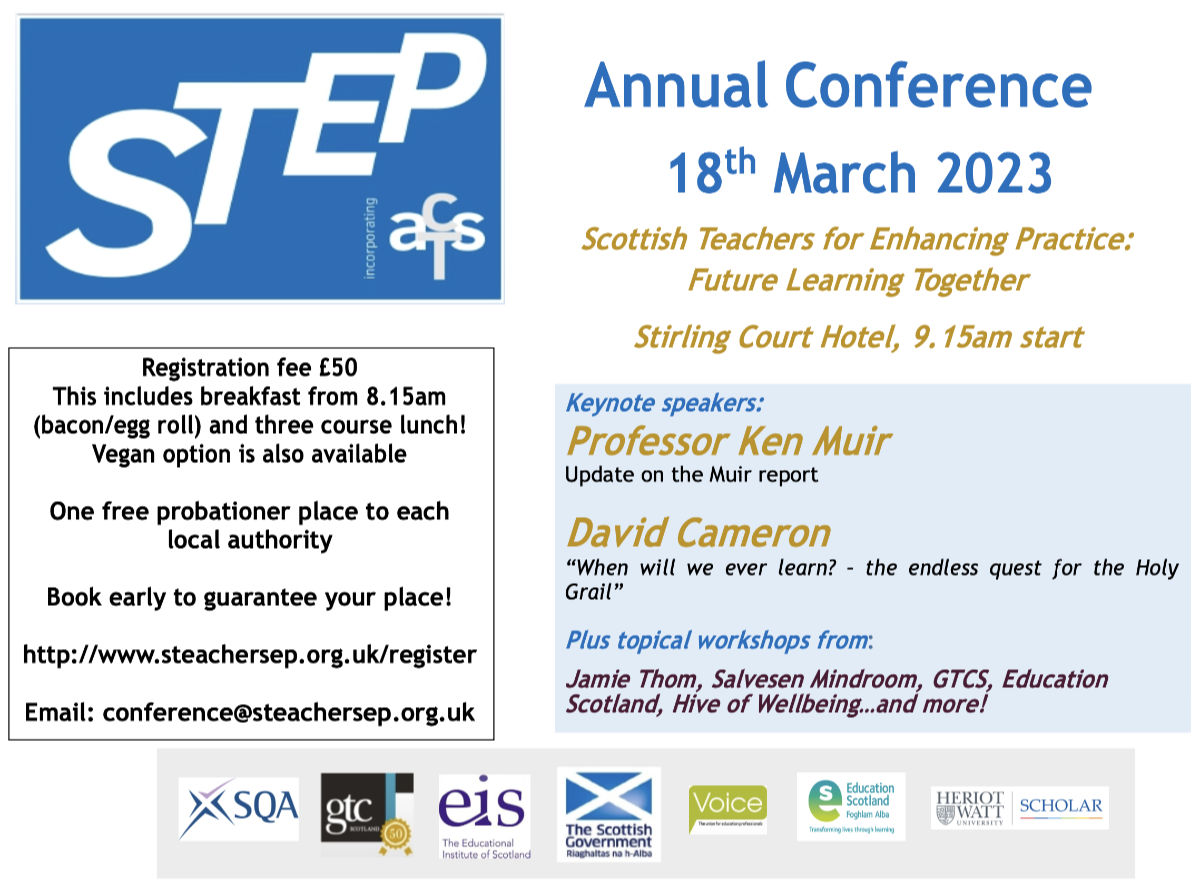 STEP
incorporating
acts
Annual Conference
18th March 2023
Scottish Teachers for Enhancing Practice:
Future Learning Together
Stirling Court Hotel, 9.15am start
Registration fee £50
This includes breakfast from 8.15am
(bacon/egg roll) and three course lunch!
Vegan option is also available
One free probationer place to each
local authority
Book early to guarantee your place!
http://www.steachersep.org.uk/register
Email: conference@steachersep.org.uk
Keynote speakers:
Professor Ken Muir
Update on the Muir report
David Cameron
“When will we ever learn? – the endless quest for the Holy
Grail”
Plus topical workshops from:
Jamie Thom, Salvesen Mindroom, GTCS, Education
Scotland, Hive of Wellbeing…and more!
SQA
gtc
SCOTLAND
50
eis
The Educational
Institute of Scotland
The Scottish
Government
Riaghaltas na h-Alba
Voice
The union for education professionals
Education
Scotland
Foghlam Alba
Transforming lives through learning
HERIOT
WATT
UNIVERSITY
SCHOLAR